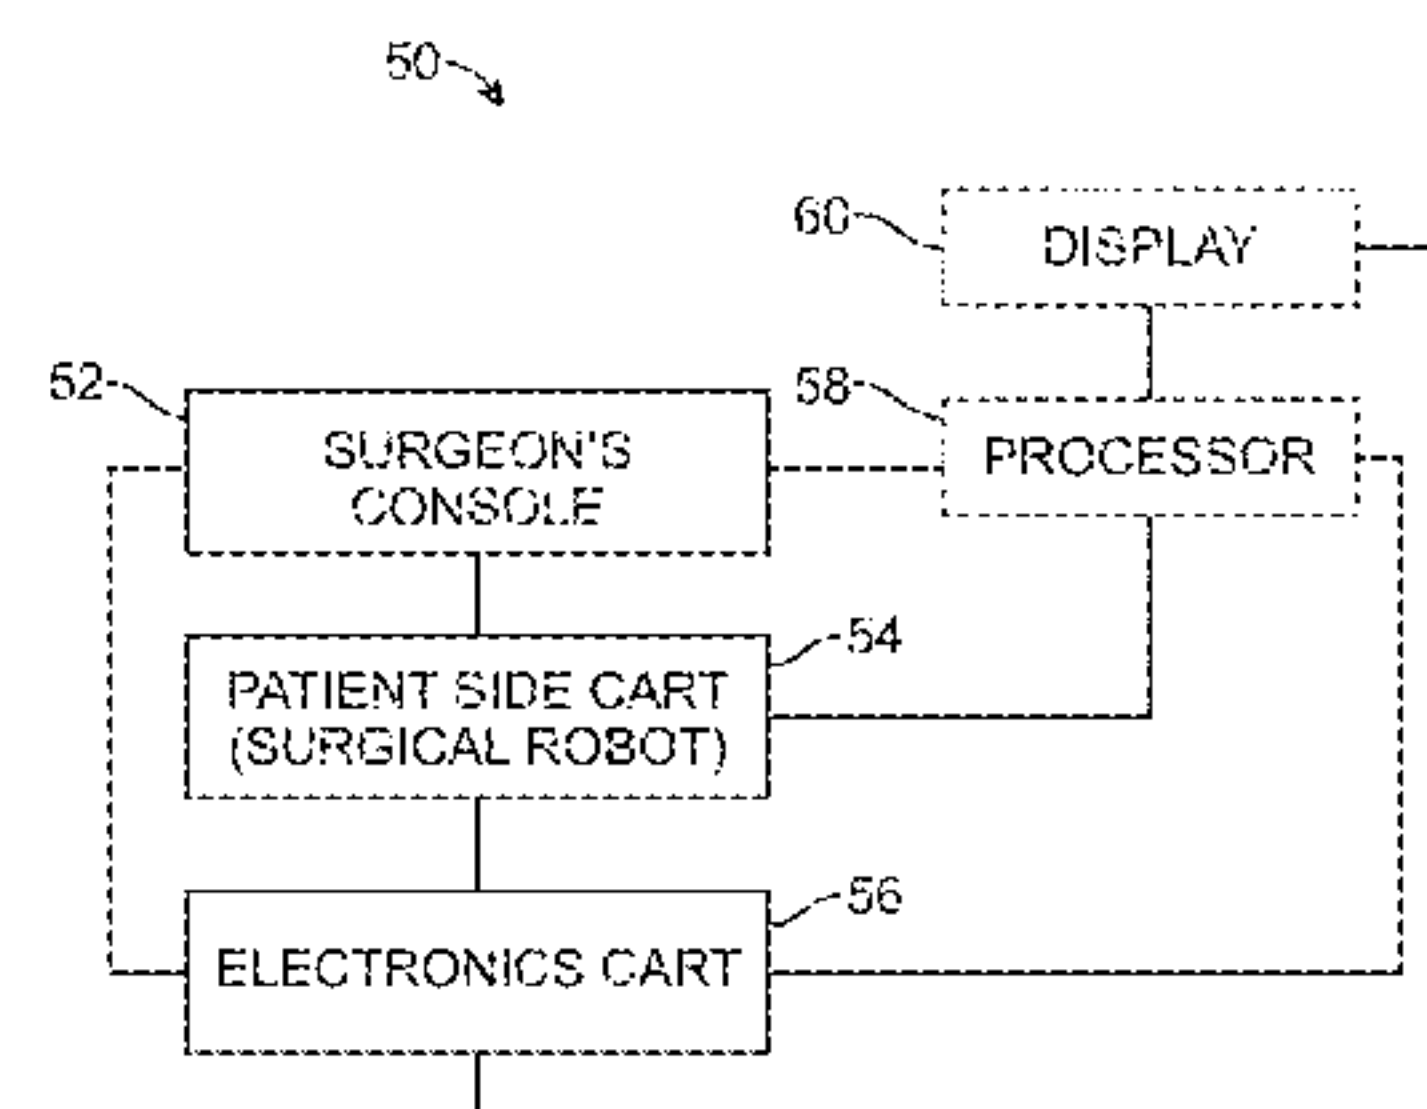 50
60
DISPLAY
52
58
SURGEON'S
CONSOLE
PROCESSOR
54
PATIENT SIDE CART
(SURGICAL ROBOT)
56
ELECTRONICS CART